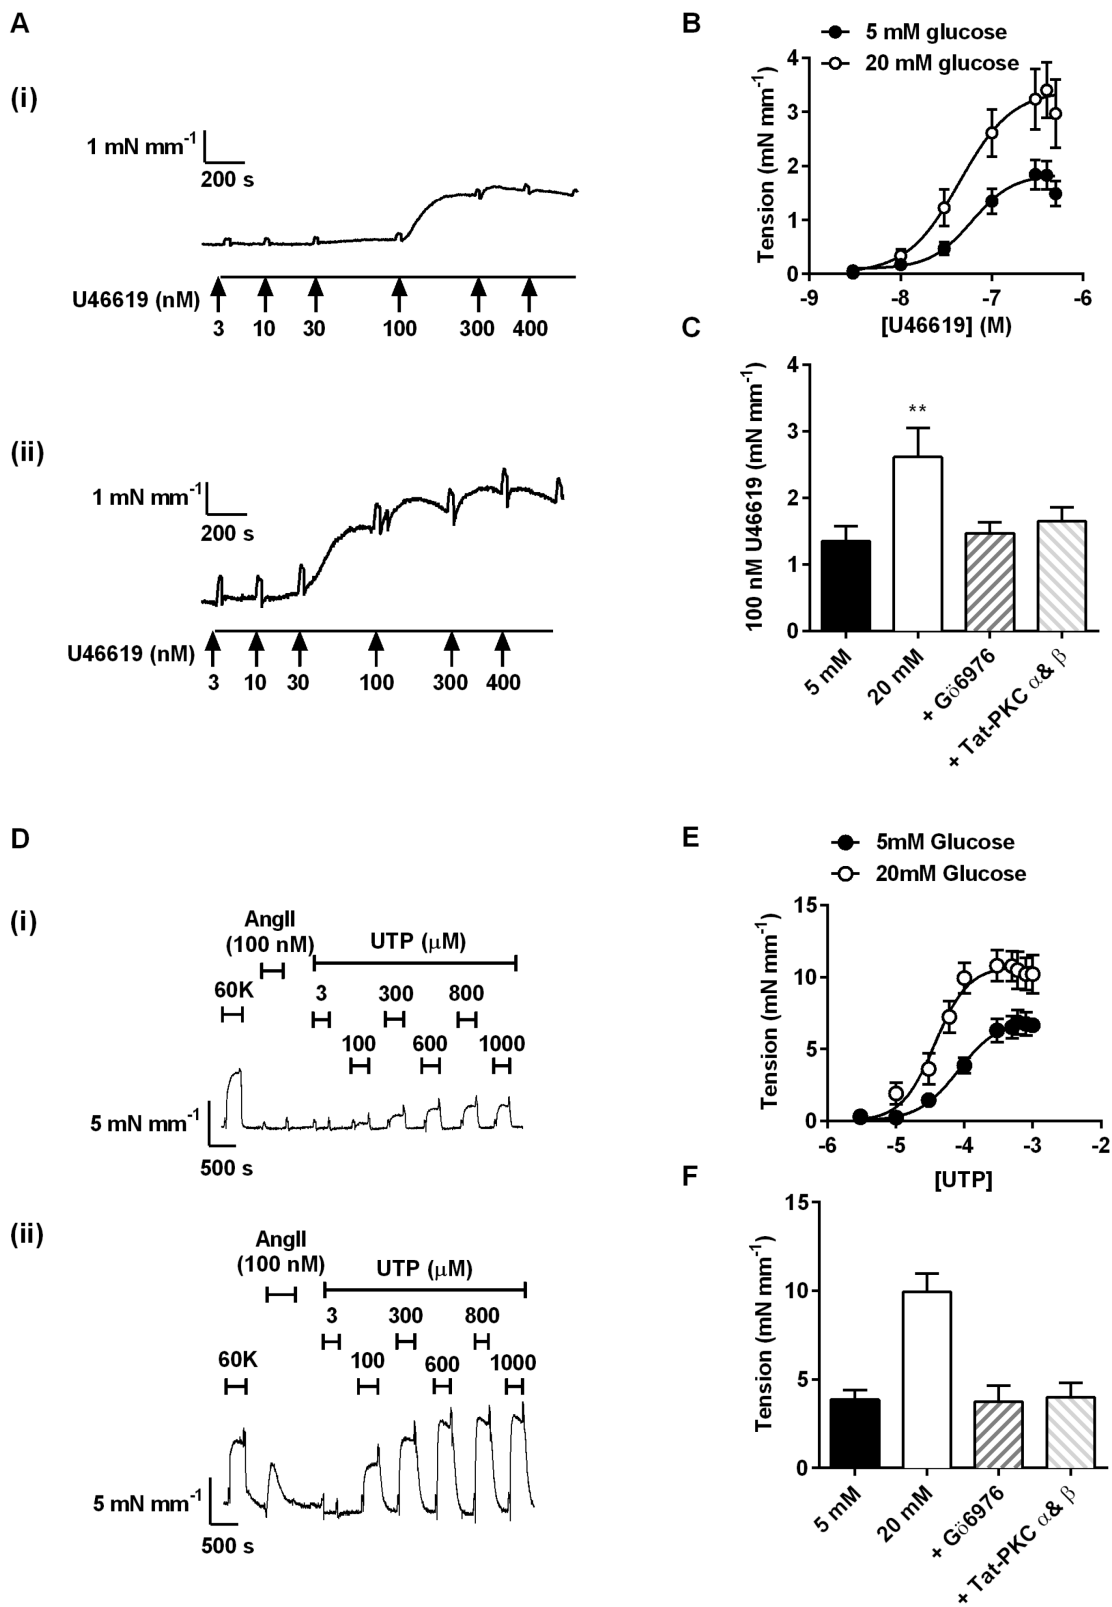 A
(i)
1 mN mm⁻¹
200 s
U46619 (nM)
3 10 30 100 300 400
(ii)
1 mN mm⁻¹
200 s
U46619 (nM)
3 10 30 100 300 400
B
5 mM glucose
20 mM glucose
Tension (mN mm⁻¹)
4
3
2
1
0
-9 -8 -7 -6
[U46619] (M)
C
100 nM U46619 (mN mm⁻¹)
4
3
2
1
0
**
5 mM
20 mM
+ Gö6976
+ Tat-PKC α& β
D
(i)
AngII
(100 nM)
UTP (μM)
60K
3 300 800
100 600 1000
5 mN mm⁻¹
500 s
(ii)
AngII
(100 nM)
UTP (μM)
3 300 800
60K 100 600 1000
5 mN mm⁻¹
500 s
E
5mM Glucose
20mM Glucose
Tension (mN mm⁻¹)
15
10
5
0
-6 -5 -4 -3 -2
[UTP]
F
Tension (mN mm⁻¹)
15
10
5
0
5 mM
20 mM
+ Gö6976
+ Tat-PKC α& β